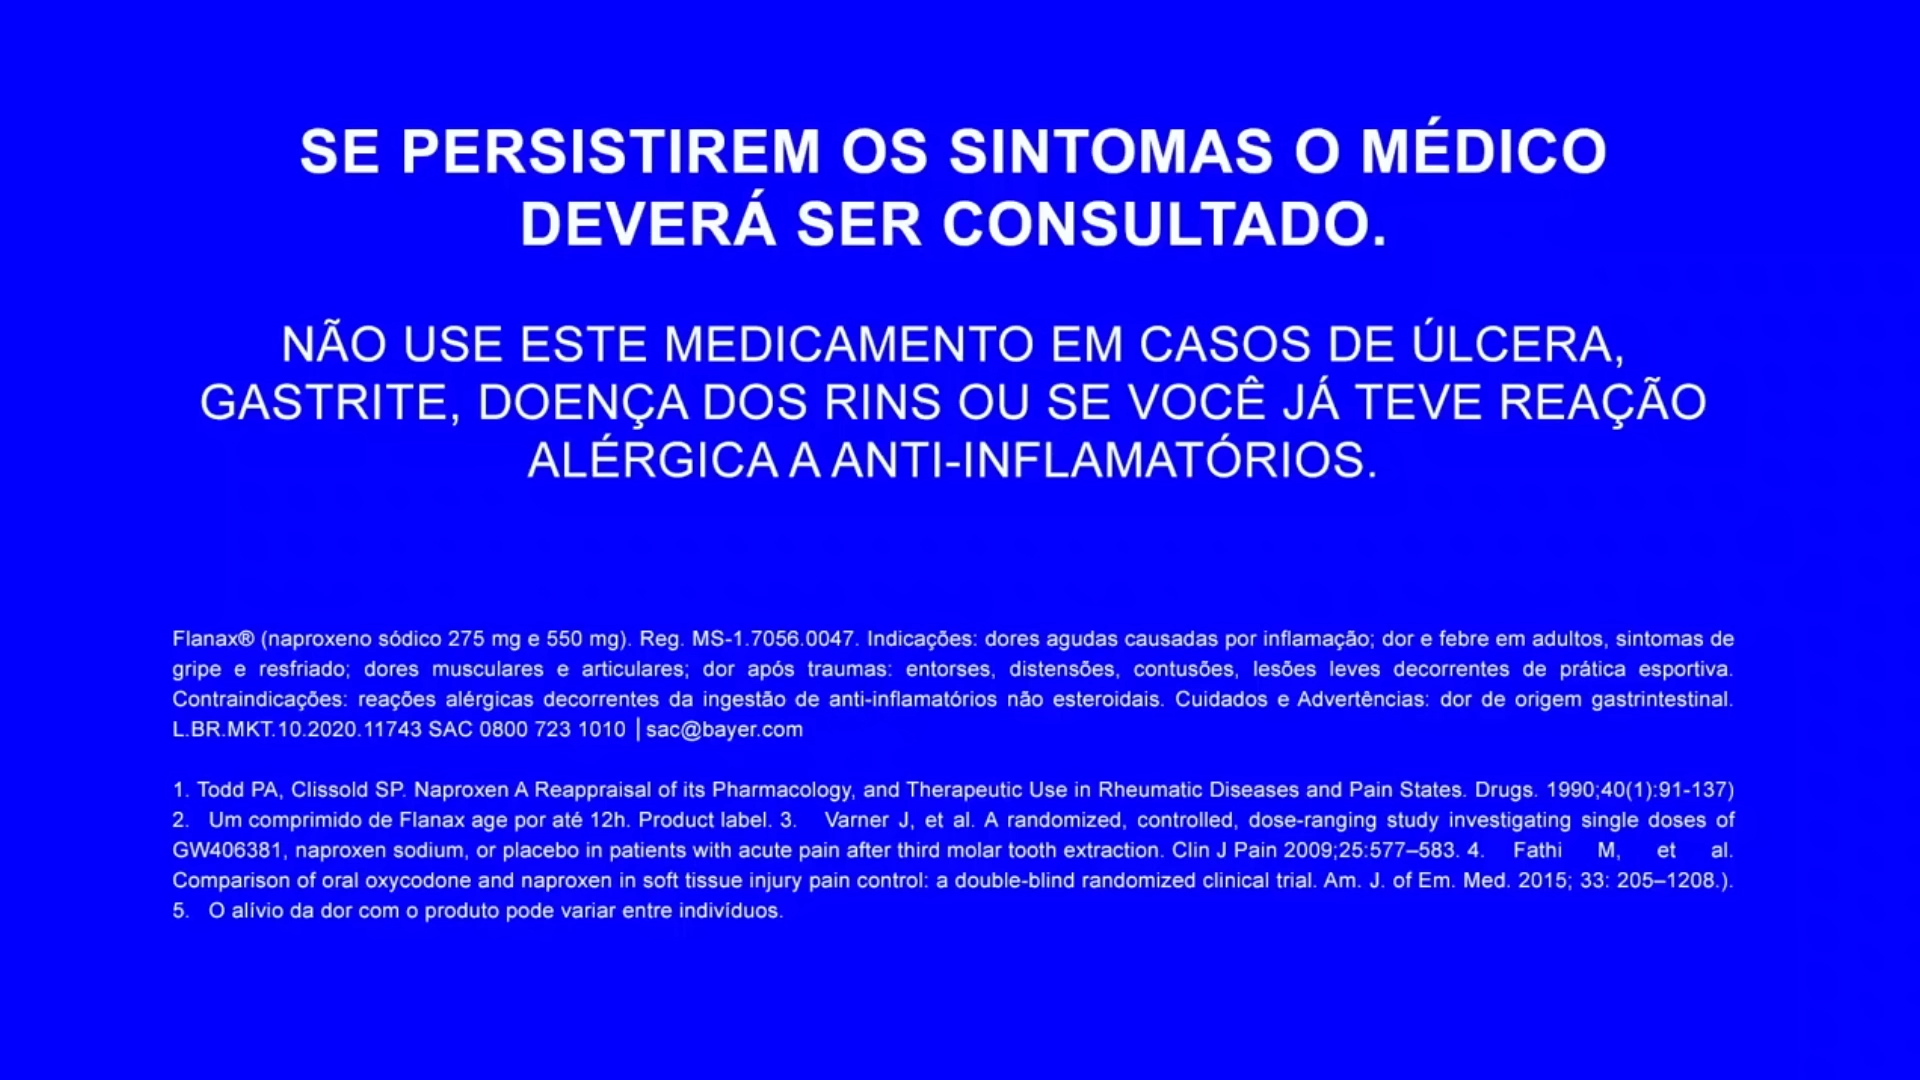 SE PERSISTIREM OS SINTOMAS O MÉDICO
DEVERÁ SER CONSULTADO.
NÃO USE ESTE MEDICAMENTO EM CASOS DE ÚLCERA,
GASTRITE, DOENÇA DOS RINS OU SE VOCÊ JÁ TEVE REAÇÃO
ALÉRGICA A ANTI-INFLAMATÓRIOS.
Flanax® (naproxeno sódico 275 mg e 550 mg). Reg. MS-1.7056.0047. Indicações: dores agudas causadas por inflamação; dor e febre em adultos, sintomas de
gripe e resfriado; dores musculares e articulares; dor após traumas: entorses, distensões, contusões, lesões leves decorrentes de prática esportiva.
Contraindicações: reações alérgicas decorrentes da ingestão de anti-inflamatórios não esteroidais. Cuidados e Advertências: dor de origem gastrintestinal.
L.BR.MKT.10.2020.11743 SAC 0800 723 1010 | sac@bayer.com
1. Todd PA, Clissold SP. Naproxen A Reappraisal of its Pharmacology, and Therapeutic Use in Rheumatic Diseases and Pain States. Drugs. 1990;40(1):91-137)
2. Um comprimido de Flanax age por até 12h. Product label. 3. Varner J, et al. A randomized, controlled, dose-ranging study investigating single doses of
GW406381, naproxen sodium, or placebo in patients with acute pain after third molar tooth extraction. Clin J Pain 2009;25:577–583. 4. Fathi M, et al.
Comparison of oral oxycodone and naproxen in soft tissue injury pain control: a double-blind randomized clinical trial. Am. J. of Em. Med. 2015; 33: 205–1208.).
5. O alívio da dor com o produto pode variar entre indivíduos.